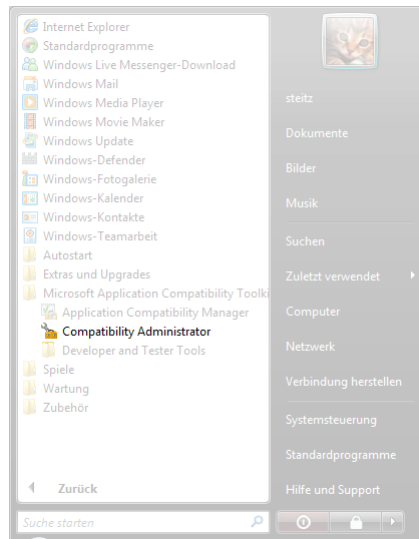 Internet Explorer
Standardprogramme
Windows Live Messenger-Download
Windows Mail
Windows Media Player
Windows Movie Maker
Windows Update
Windows-Defender
Windows-Fotogalerie
Windows-Kalender
Windows-Kontakte
Windows-Teamarbeit
Autostart
Extras und Upgrades
Microsoft Application Compatibility Toolki
Application Compatibility Manager
Compatibility Administrator
Developer and Tester Tools
Spiele
Wartung
Zubehör
Zurück
Suche starten
steitz
Dokumente
Bilder
Musik
Suchen
Zuletzt verwendet
Computer
Netzwerk
Verbindung herstellen
Systemsteuerung
Standardprogramme
Hilfe und Support